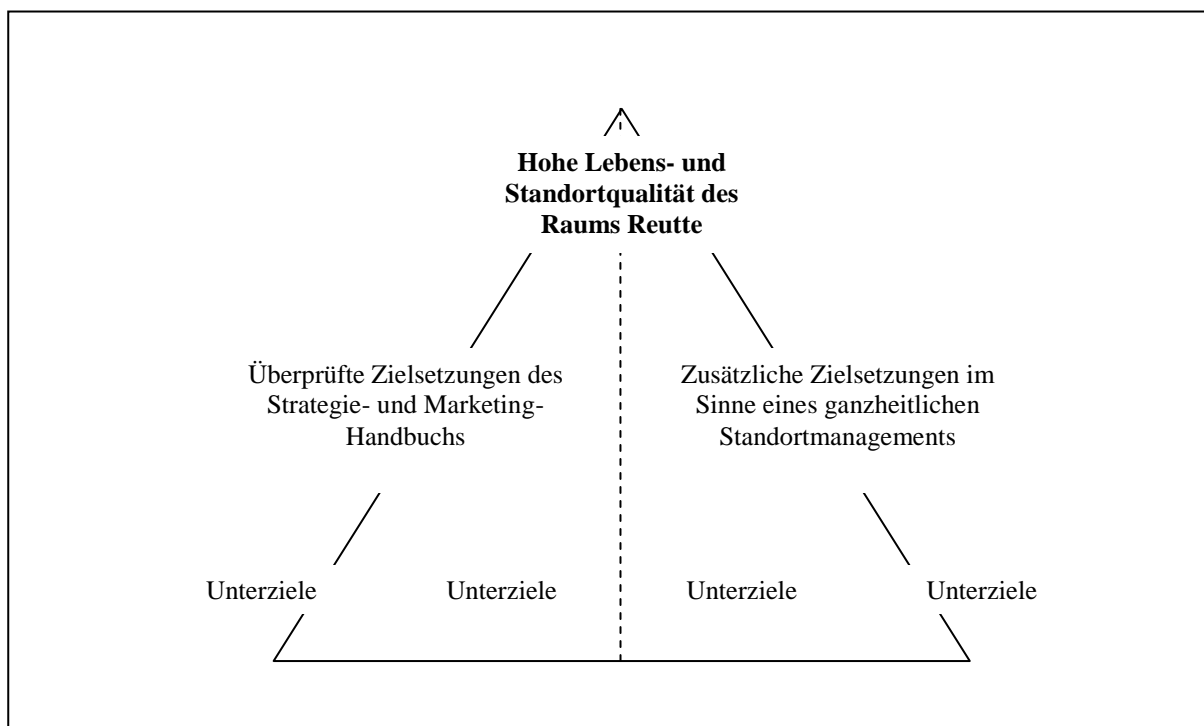 Hohe Lebens- und
Standortqualität des
Raums Reutte
Überprüfte Zielsetzungen des
Strategie- und Marketing-
Handbuchs
Zusätzliche Zielsetzungen im
Sinne eines ganzheitlichen
Standortmanagements
Unterziele
Unterziele
Unterziele
Unterziele